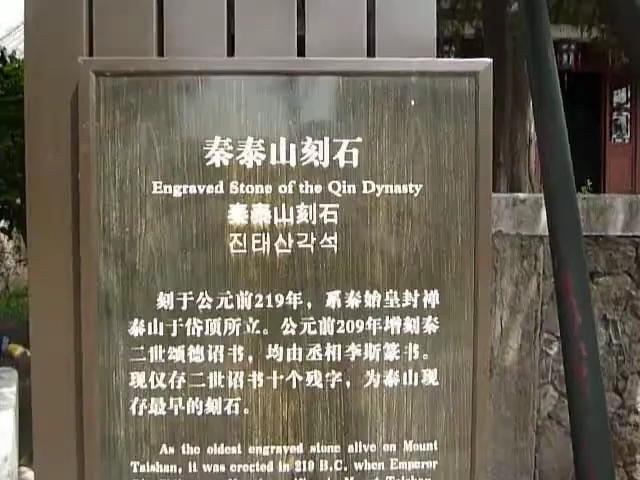 秦泰山刻石
Engraved Stone of the Qin Dynasty
秦泰山刻石
진태산각석
刻于公元前219年，系秦始皇封禅
泰山于岱顶所立。公元前209年增刻秦
二世颂德诏书，均由丞相李斯篆书。
现仅存二世诏书十个残字，为泰山现
存最早的刻石。
As the oldest engraved stone alive on Mount
Taishan, it was erected in 219 B.C. when Emperor